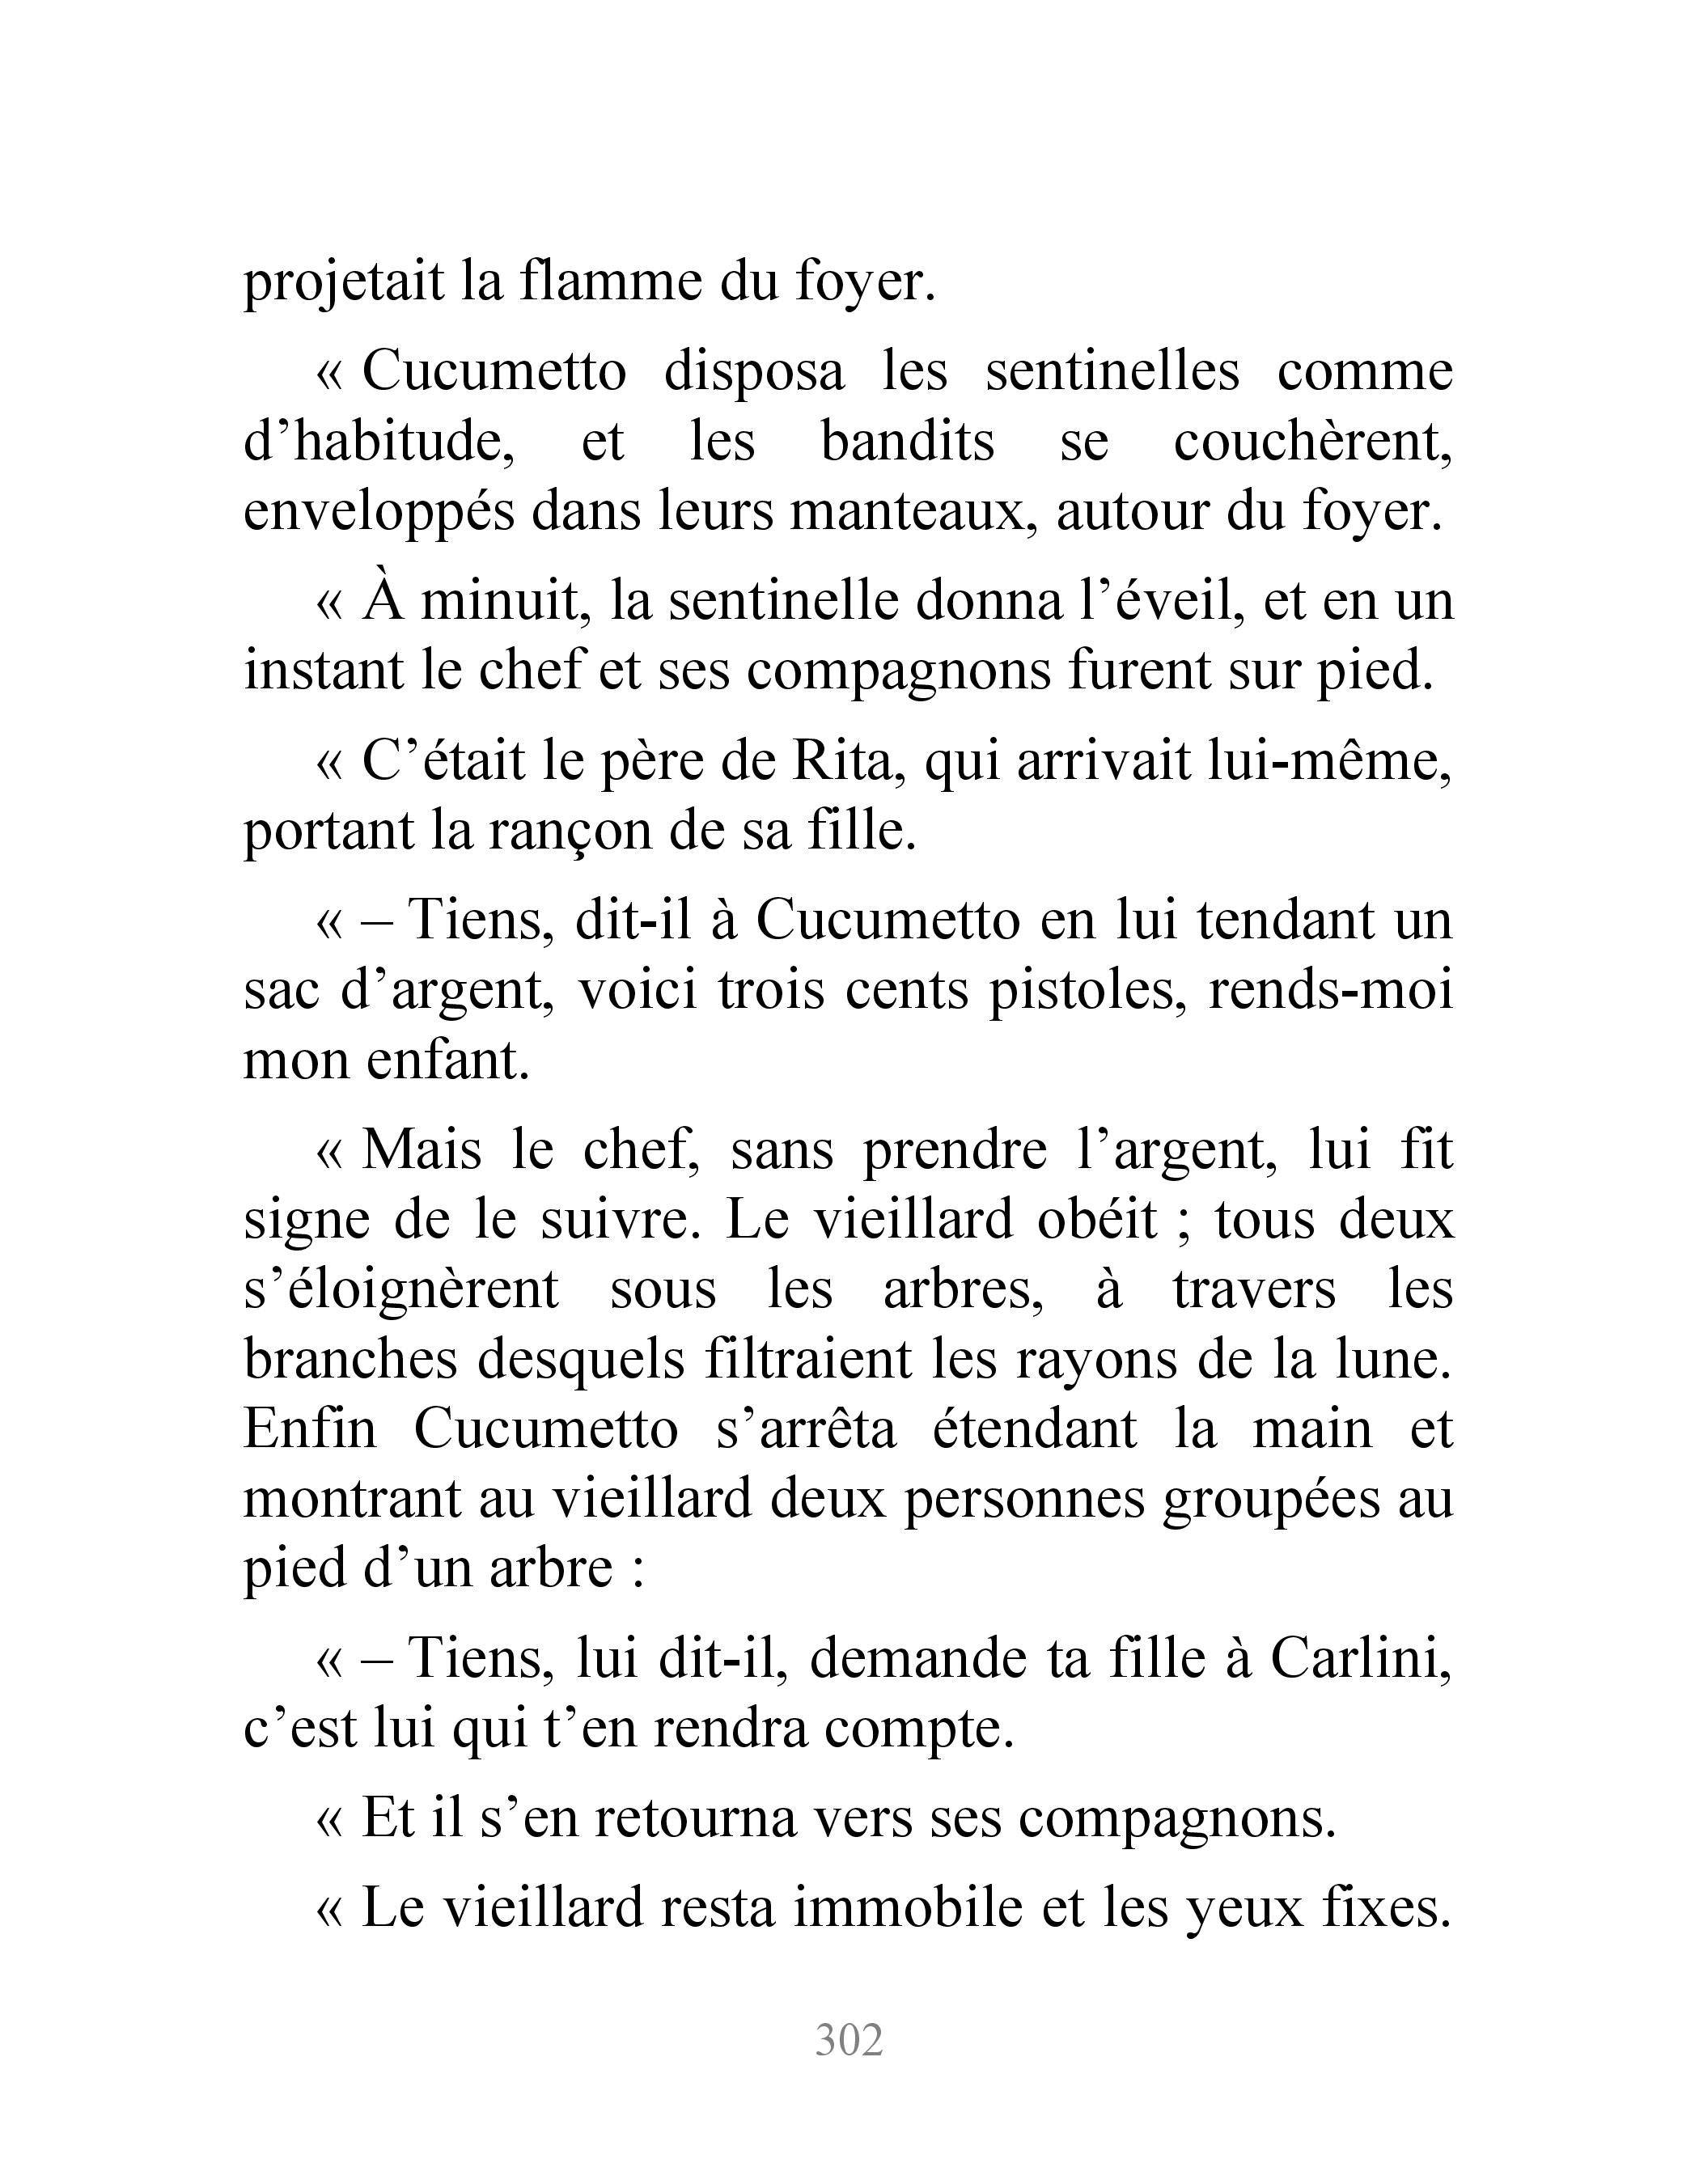 projetait la flamme du foyer.
« Cucumetto disposa les sentinelles comme
d’habitude, et les bandits se couchèrent,
enveloppés dans leurs manteaux, autour du foyer.
« À minuit, la sentinelle donna l’éveil, et en un
instant le chef et ses compagnons furent sur pied.
« C’était le père de Rita, qui arrivait lui-même,
portant la rançon de sa fille.
« – Tiens, dit-il à Cucumetto en lui tendant un
sac d’argent, voici trois cents pistoles, rends-moi
mon enfant.
« Mais le chef, sans prendre l’argent, lui fit
signe de le suivre. Le vieillard obéit ; tous deux
s’éloignèrent sous les arbres, à travers les
branches desquels filtraient les rayons de la lune.
Enfin Cucumetto s’arrêta étendant la main et
montrant au vieillard deux personnes groupées au
pied d’un arbre :
« – Tiens, lui dit-il, demande ta fille à Carlini,
c’est lui qui t’en rendra compte.
« Et il s’en retourna vers ses compagnons.
« Le vieillard resta immobile et les yeux fixes.
302